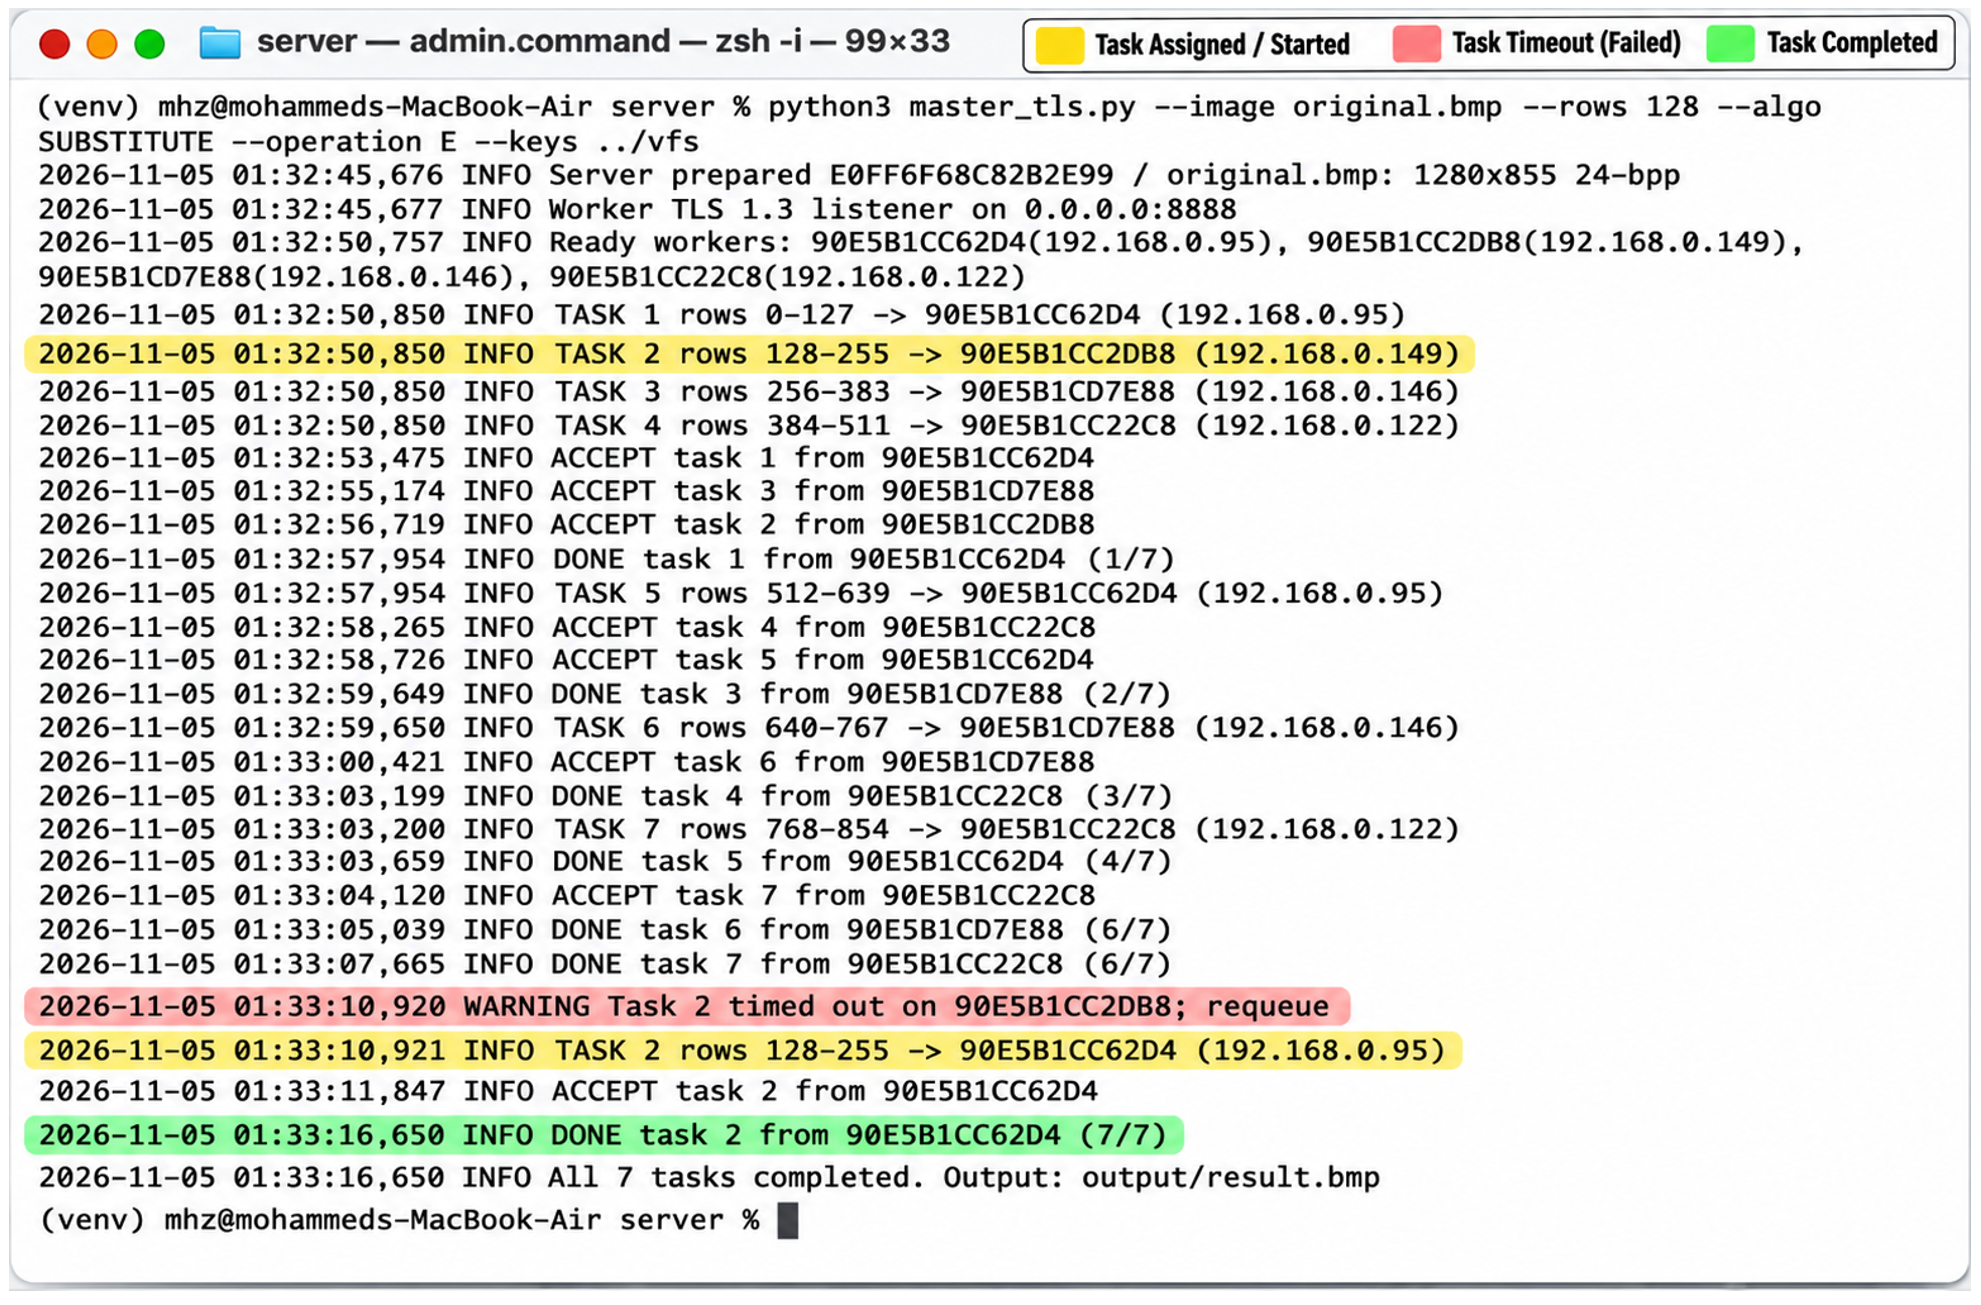 server — admin.command — zsh -i — 99×33
Task Assigned / Started
Task Timeout (Failed)
Task Completed
(venv) mhz@mohammeds-MacBook-Air server % python3 master_tls.py --image original.bmp --rows 128 --algo
SUBSTITUTE --operation E --keys ../vfs
2026-11-05 01:32:45,676 INFO Server prepared E0FF6F68C82B2E99 / original.bmp: 1280x855 24-bpp
2026-11-05 01:32:45,677 INFO Worker TLS 1.3 listener on 0.0.0.0:8888
2026-11-05 01:32:50,757 INFO Ready workers: 90E5B1CC62D4(192.168.0.95), 90E5B1CC2DB8(192.168.0.149),
90E5B1CD7E88(192.168.0.146), 90E5B1CC22C8(192.168.0.122)
2026-11-05 01:32:50,850 INFO TASK 1 rows 0-127 -> 90E5B1CC62D4 (192.168.0.95)
2026-11-05 01:32:50,850 INFO TASK 2 rows 128-255 -> 90E5B1CC2DB8 (192.168.0.149)
2026-11-05 01:32:50,850 INFO TASK 3 rows 256-383 -> 90E5B1CD7E88 (192.168.0.146)
2026-11-05 01:32:50,850 INFO TASK 4 rows 384-511 -> 90E5B1CC22C8 (192.168.0.122)
2026-11-05 01:32:53,475 INFO ACCEPT task 1 from 90E5B1CC62D4
2026-11-05 01:32:55,174 INFO ACCEPT task 3 from 90E5B1CD7E88
2026-11-05 01:32:56,719 INFO ACCEPT task 2 from 90E5B1CC2DB8
2026-11-05 01:32:57,954 INFO DONE task 1 from 90E5B1CC62D4 (1/7)
2026-11-05 01:32:57,954 INFO TASK 5 rows 512-639 -> 90E5B1CC62D4 (192.168.0.95)
2026-11-05 01:32:58,265 INFO ACCEPT task 4 from 90E5B1CC22C8
2026-11-05 01:32:58,726 INFO ACCEPT task 5 from 90E5B1CC62D4
2026-11-05 01:32:59,649 INFO DONE task 3 from 90E5B1CD7E88 (2/7)
2026-11-05 01:32:59,650 INFO TASK 6 rows 640-767 -> 90E5B1CD7E88 (192.168.0.146)
2026-11-05 01:33:00,421 INFO ACCEPT task 6 from 90E5B1CD7E88
2026-11-05 01:33:03,199 INFO DONE task 4 from 90E5B1CC22C8 (3/7)
2026-11-05 01:33:03,200 INFO TASK 7 rows 768-854 -> 90E5B1CC22C8 (192.168.0.122)
2026-11-05 01:33:03,659 INFO DONE task 5 from 90E5B1CC62D4 (4/7)
2026-11-05 01:33:04,120 INFO ACCEPT task 7 from 90E5B1CC22C8
2026-11-05 01:33:05,039 INFO DONE task 6 from 90E5B1CD7E88 (6/7)
2026-11-05 01:33:07,665 INFO DONE task 7 from 90E5B1CC22C8 (6/7)
2026-11-05 01:33:10,920 WARNING Task 2 timed out on 90E5B1CC2DB8; requeue
2026-11-05 01:33:10,921 INFO TASK 2 rows 128-255 -> 90E5B1CC62D4 (192.168.0.95)
2026-11-05 01:33:11,847 INFO ACCEPT task 2 from 90E5B1CC62D4
2026-11-05 01:33:16,650 INFO DONE task 2 from 90E5B1CC62D4 (7/7)
2026-11-05 01:33:16,650 INFO All 7 tasks completed. Output: output/result.bmp
(venv) mhz@mohammeds-MacBook-Air server %